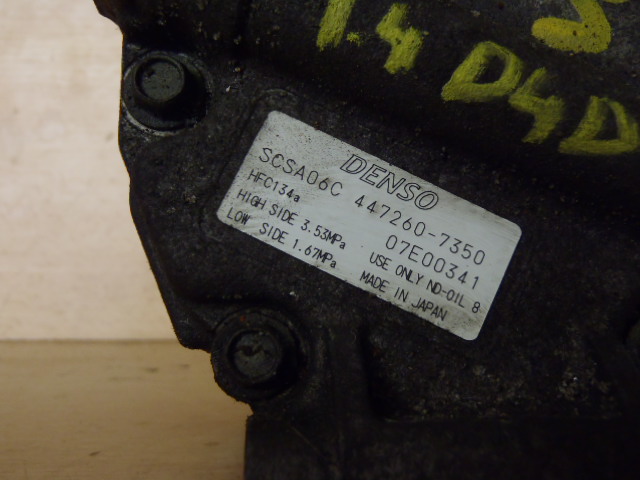 1.4 D4D
DENSO
SCSA06C 447260-7350
HFC134a 07E00341
HIGH SIDE 3.53MPa USE ONLY ND-OIL 8
LOW SIDE 1.67MPa MADE IN JAPAN